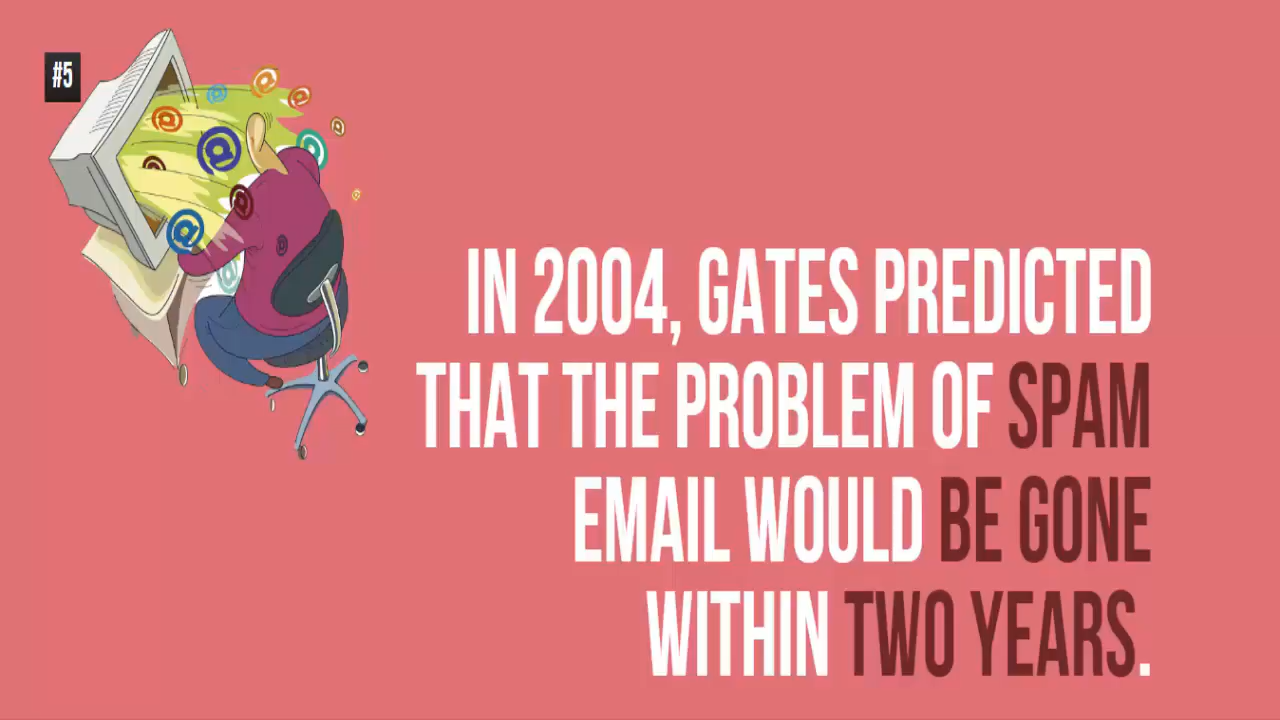 #5
IN 2004, GATES PREDICTED
THAT THE PROBLEM OF SPAM
EMAIL WOULD BE GONE
WITHIN TWO YEARS.